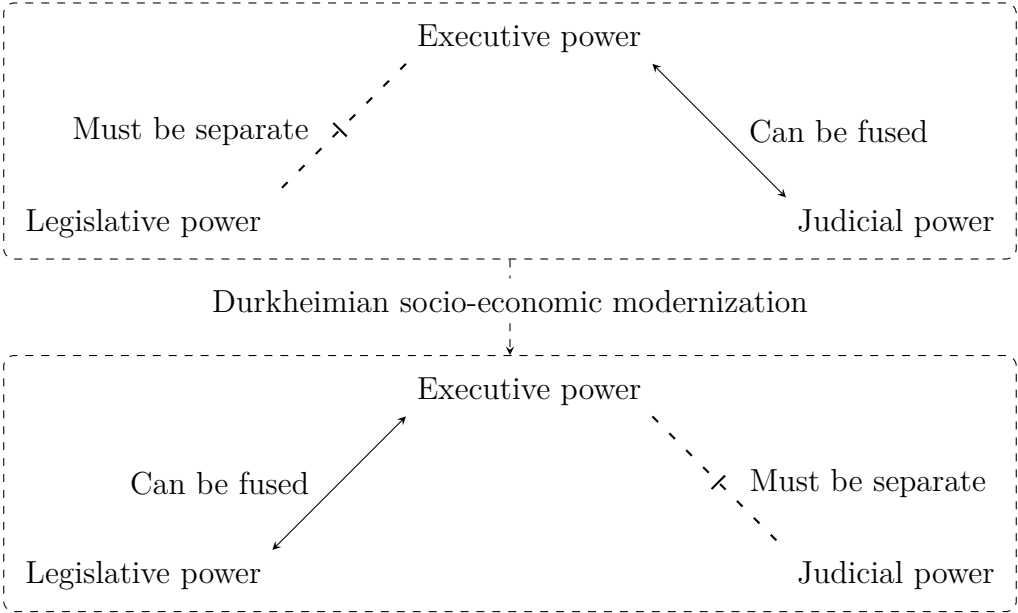 Executive power
Must be separate
Can be fused
Legislative power
Judicial power
Durkheimian socio-economic modernization
Executive power
Can be fused
Must be separate
Legislative power
Judicial power